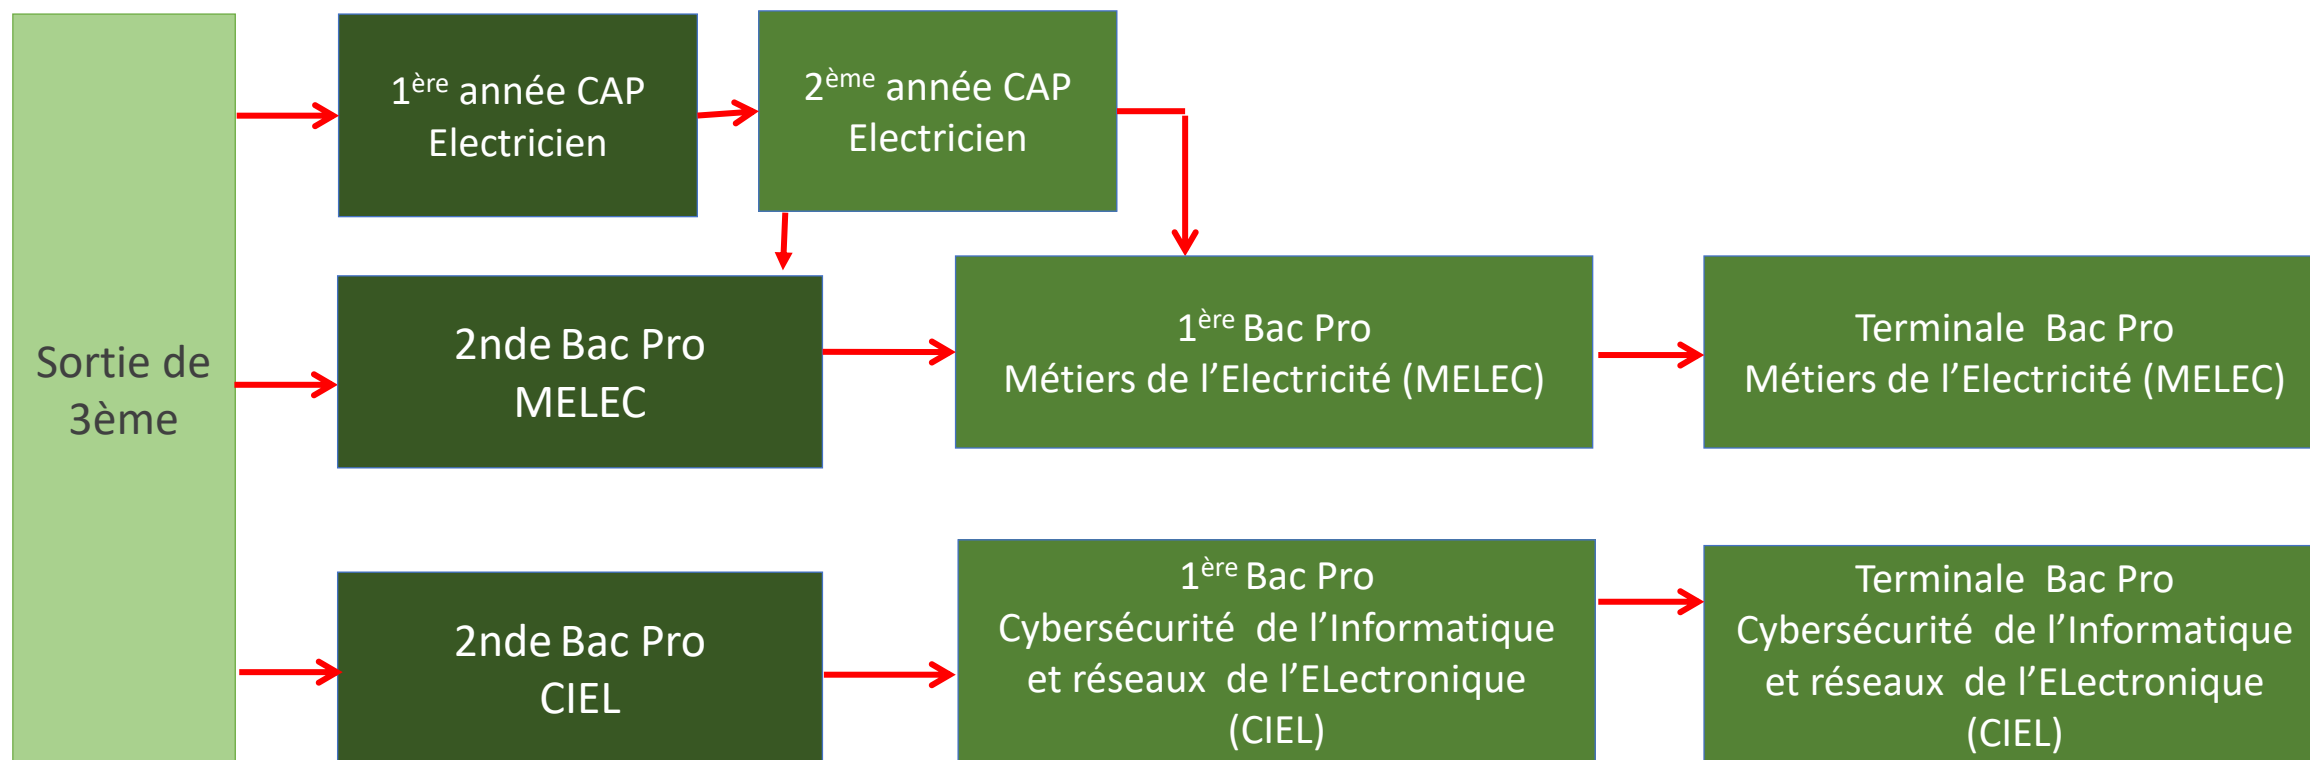 Sortie de
3ème
1ère année CAP
Electricien
2ème année CAP
Electricien
2nde Bac Pro
MELEC
1ère Bac Pro
Métiers de l’Electricité (MELEC)
Terminale  Bac Pro
Métiers de l’Electricité (MELEC)
2nde Bac Pro
CIEL
1ère Bac Pro
Cybersécurité  de l’Informatique
et réseaux  de l’ELectronique
(CIEL)
Terminale  Bac Pro
Cybersécurité  de l’Informatique
et réseaux  de l’ELectronique
(CIEL)